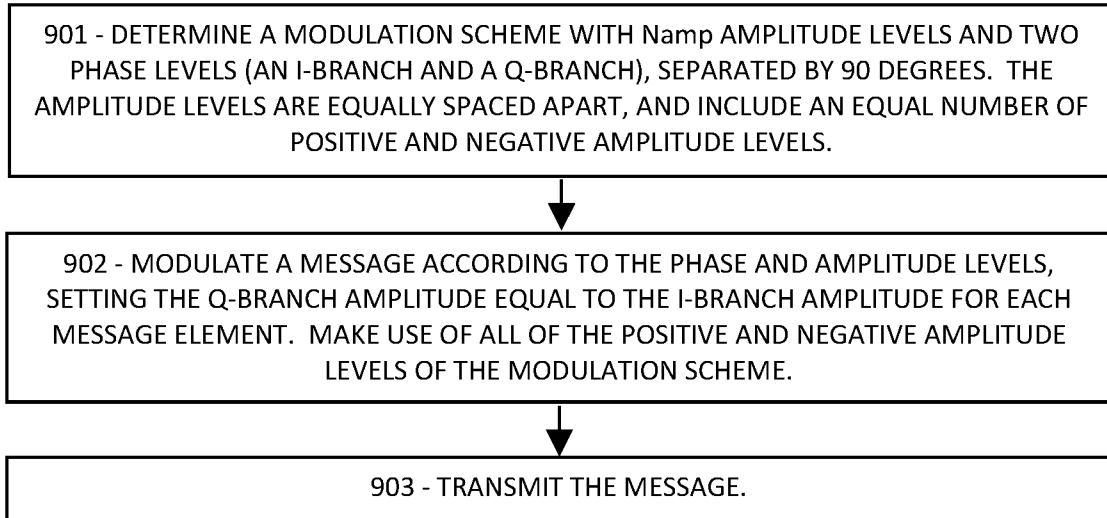 901 - DETERMINE A MODULATION SCHEME WITH Namp AMPLITUDE LEVELS AND TWO
PHASE LEVELS (AN I-BRANCH AND A Q-BRANCH), SEPARATED BY 90 DEGREES. THE
AMPLITUDE LEVELS ARE EQUALLY SPACED APART, AND INCLUDE AN EQUAL NUMBER OF
POSITIVE AND NEGATIVE AMPLITUDE LEVELS.
902 - MODULATE A MESSAGE ACCORDING TO THE PHASE AND AMPLITUDE LEVELS,
SETTING THE Q-BRANCH AMPLITUDE EQUAL TO THE I-BRANCH AMPLITUDE FOR EACH
MESSAGE ELEMENT. MAKE USE OF ALL OF THE POSITIVE AND NEGATIVE AMPLITUDE
LEVELS OF THE MODULATION SCHEME.
903 - TRANSMIT THE MESSAGE.